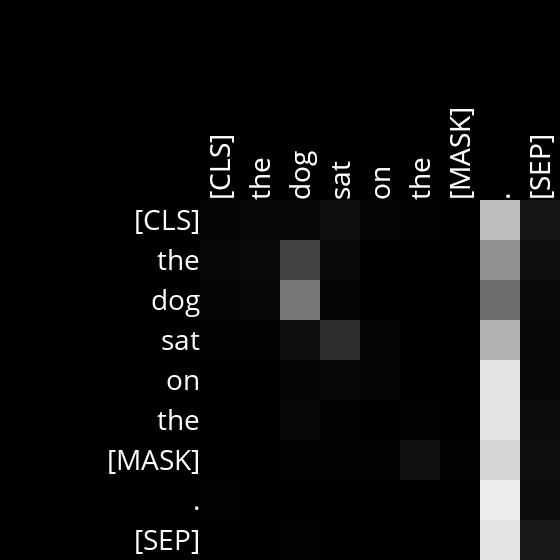 [CLS] the dog sat on the [MASK] . [SEP]
[CLS]
the
dog
sat
on
the
[MASK]
.
[SEP]